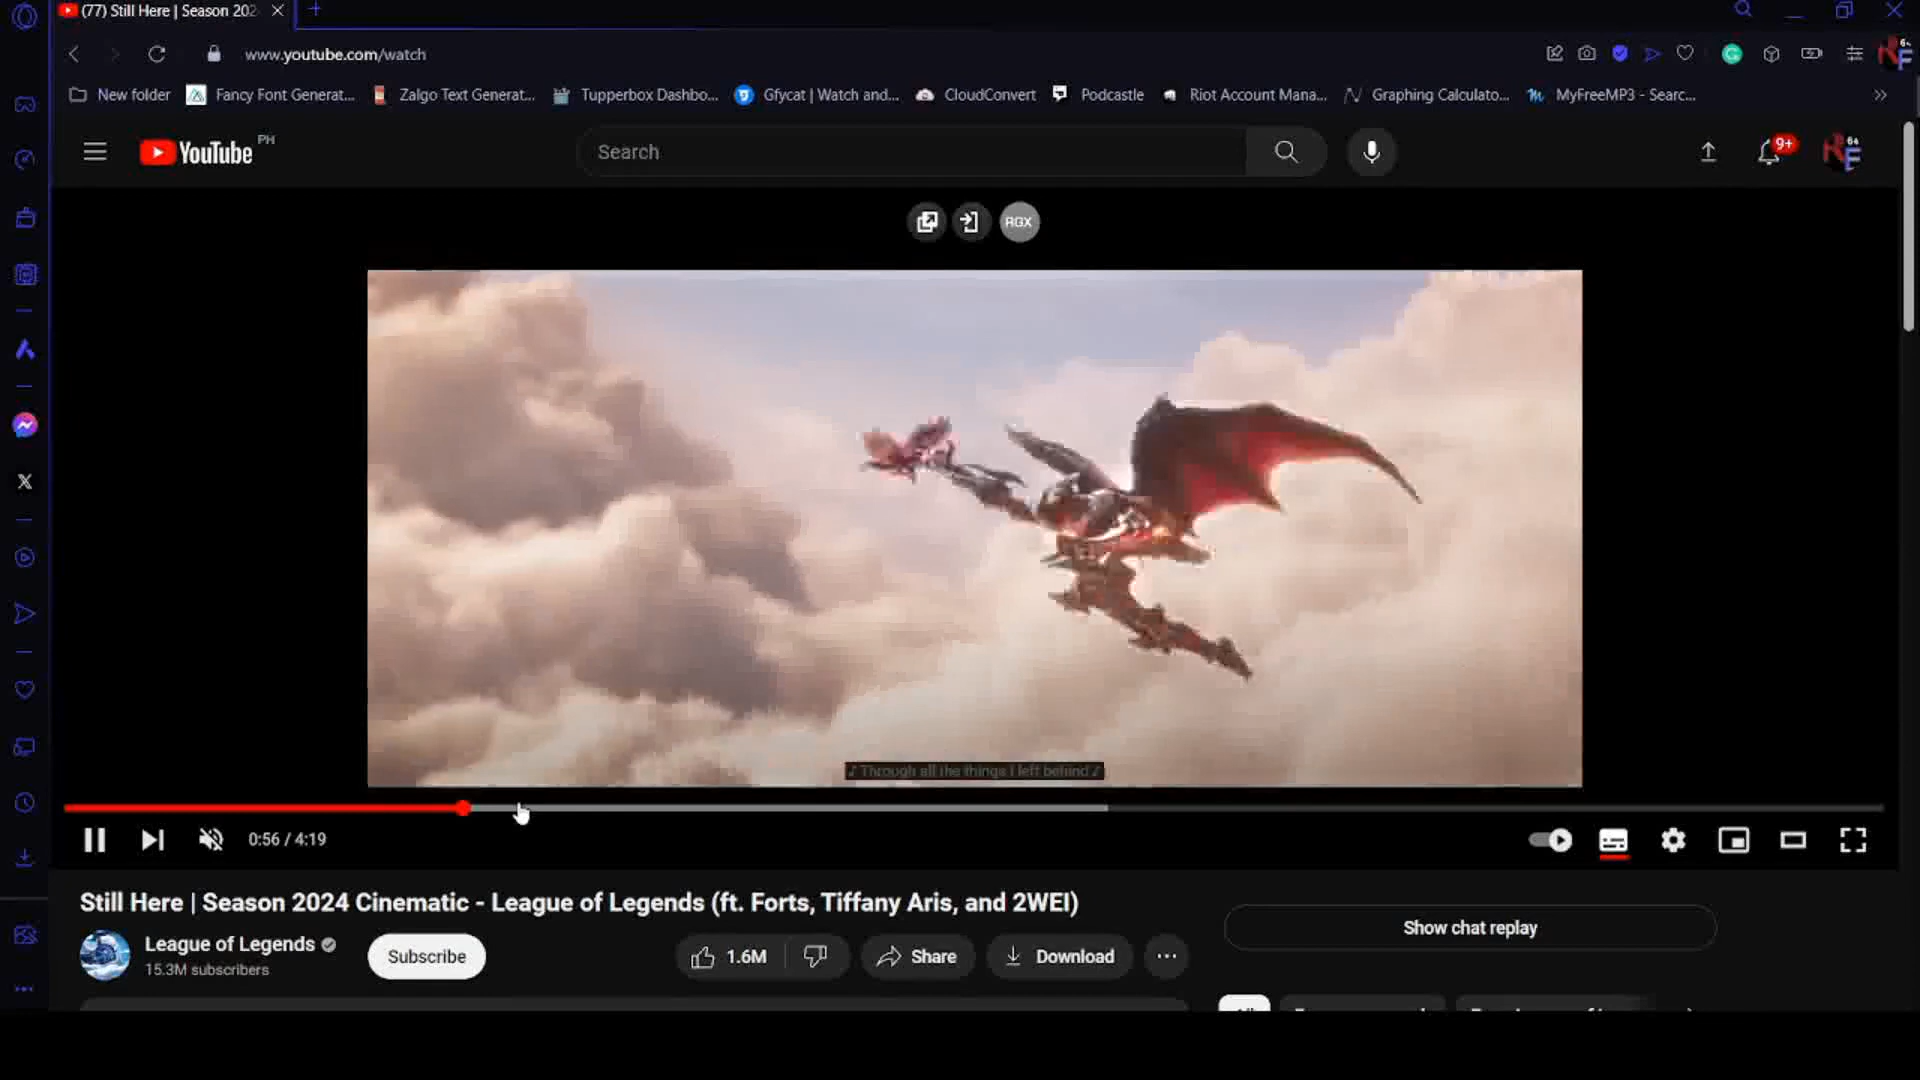 (77) Still Here | Season 202
www.youtube.com/watch
New folder
Fancy Font Generat...
Zalgo Text Generat...
Tupperbox Dashbo...
Gfycat | Watch and...
CloudConvert
Podcastle
Riot Account Mana...
Graphing Calculato...
MyFreeMP3 - Searc...
YouTube PH
Search
9+
RGX
♪ Through all the things I left behind ♪
0:56 / 4:19
Still Here | Season 2024 Cinematic - League of Legends (ft. Forts, Tiffany Aris, and 2WEI)
Show chat replay
League of Legends
15.3M subscribers
Subscribe
1.6M
Share
Download